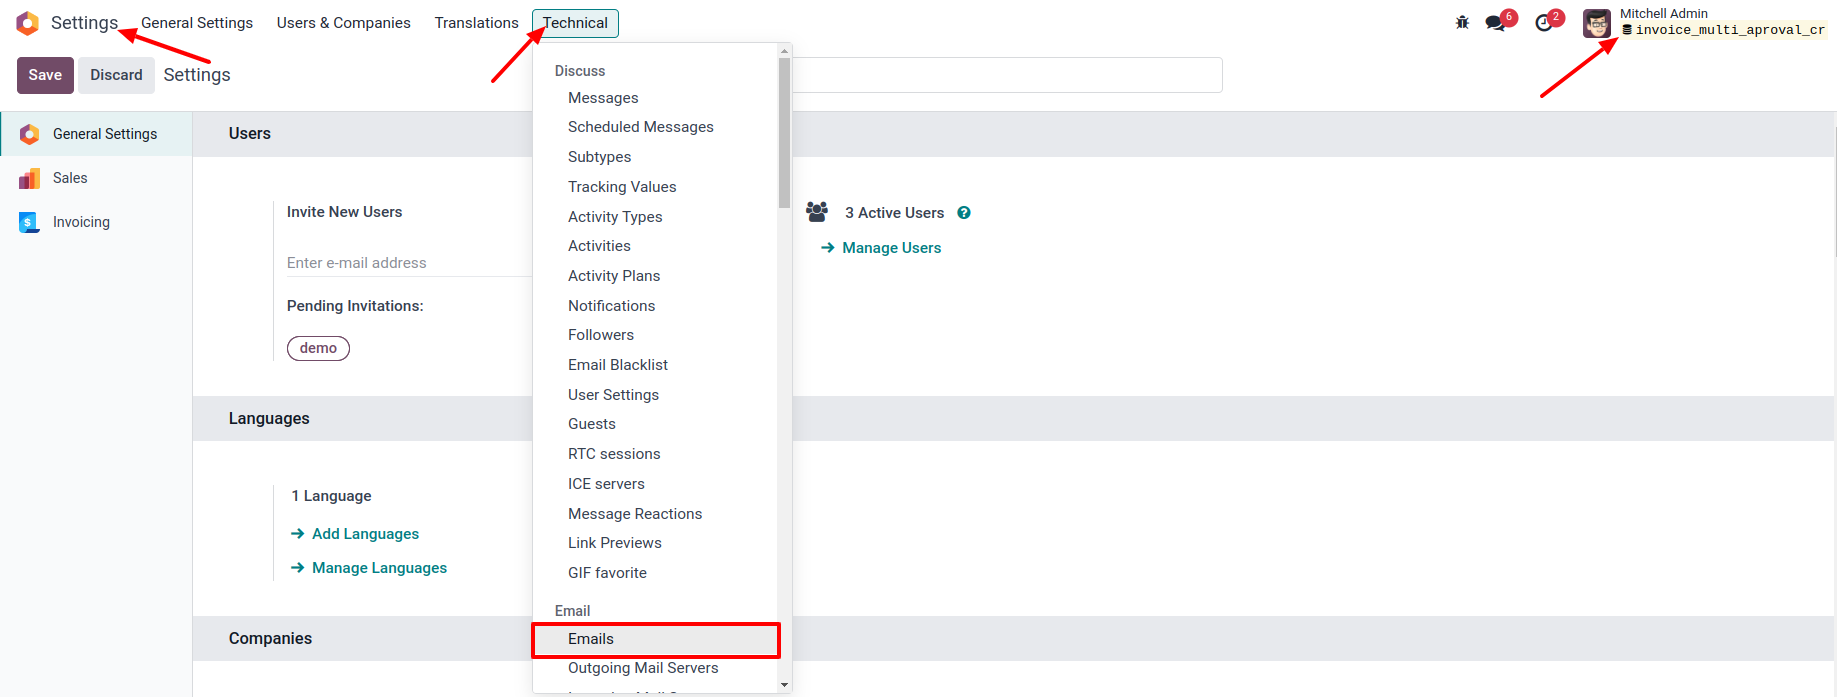 Settings
General Settings
Users & Companies
Translations
Technical
6
2
Mitchell Admin
invoice_multi_aproval_cr
Save
Discard
Settings
General Settings
Sales
Invoicing
Users
Invite New Users
Enter e-mail address
Pending Invitations:
demo
3 Active Users
?
Manage Users
Languages
1 Language
Add Languages
Manage Languages
Companies
Discuss
Messages
Scheduled Messages
Subtypes
Tracking Values
Activity Types
Activities
Activity Plans
Notifications
Followers
Email Blacklist
User Settings
Guests
RTC sessions
ICE servers
Message Reactions
Link Previews
GIF favorite
Email
Emails
Outgoing Mail Servers